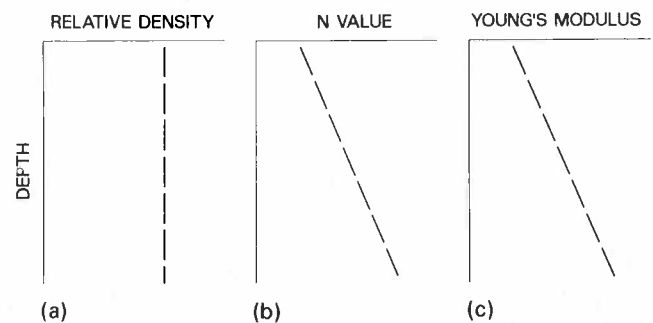 RELATIVE DENSITY
N VALUE
YOUNG'S MODULUS
DEPTH
(a)
(b)
(c)